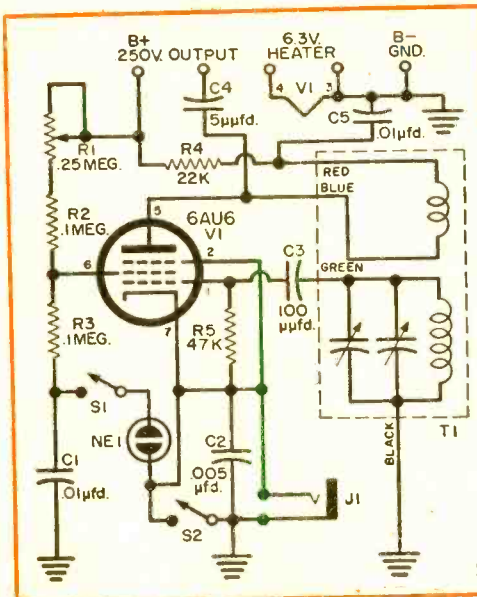 B+
250V.
OUTPUT
6.3V.
HEATER
B-
GND.
C4
5µµfd.
4
V1
3
C5
.01µfd.
R1
.25 MEG.
R4
22K
RED
BLUE
R2
.1MEG.
5
6AU6
V1
2
6
1
7
C3
100
µµfd.
GREEN
R3
.1MEG.
R5
47K
S1
NE1
C2
.005
µfd.
C1
.01µfd.
S2
J1
BLACK
T1